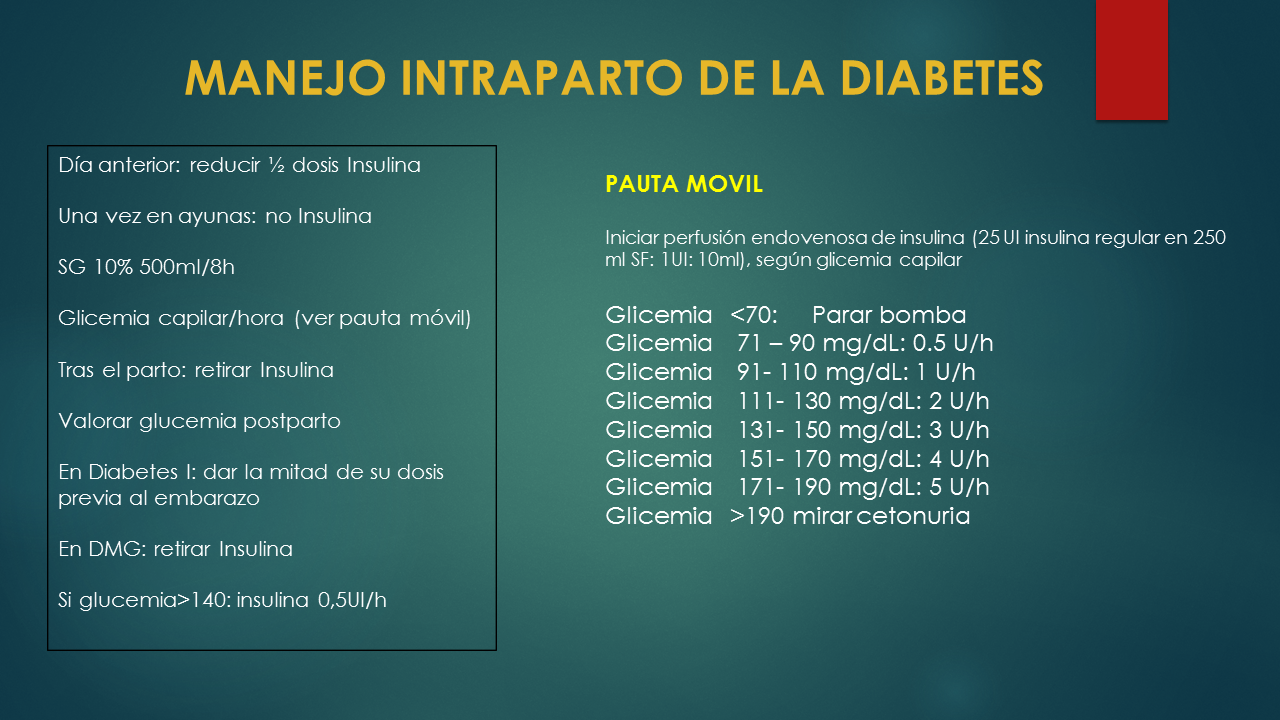 MANEJO INTRAPARTO DE LA DIABETES
Día anterior: reducir ½ dosis Insulina
Una vez en ayunas: no Insulina
SG 10% 500ml/8h
Glicemia capilar/hora (ver pauta móvil)
Tras el parto: retirar Insulina
Valorar glucemia postparto
En Diabetes I: dar la mitad de su dosis
previa al embarazo
En DMG: retirar Insulina
Si glucemia>140: insulina 0,5UI/h
PAUTA MOVIL
Iniciar perfusión endovenosa de insulina (25 UI insulina regular en 250
ml SF: 1UI: 10ml), según glicemia capilar
Glicemia <70: Parar bomba
Glicemia 71 – 90 mg/dL: 0.5 U/h
Glicemia 91- 110 mg/dL: 1 U/h
Glicemia 111- 130 mg/dL: 2 U/h
Glicemia 131- 150 mg/dL: 3 U/h
Glicemia 151- 170 mg/dL: 4 U/h
Glicemia 171- 190 mg/dL: 5 U/h
Glicemia >190 mirar cetonuria